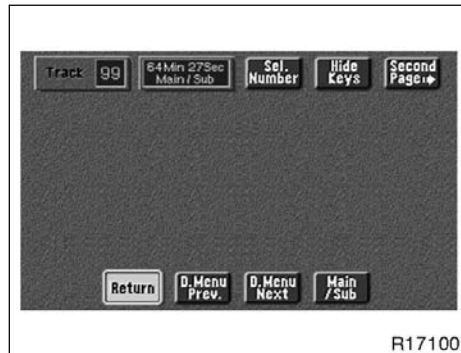 Track 99 64Min 27Sec Sel. Hide Second
Main / Sub Number Keys Page
Return D.Menu D.Menu Main
Prev. Next /Sub
R17100